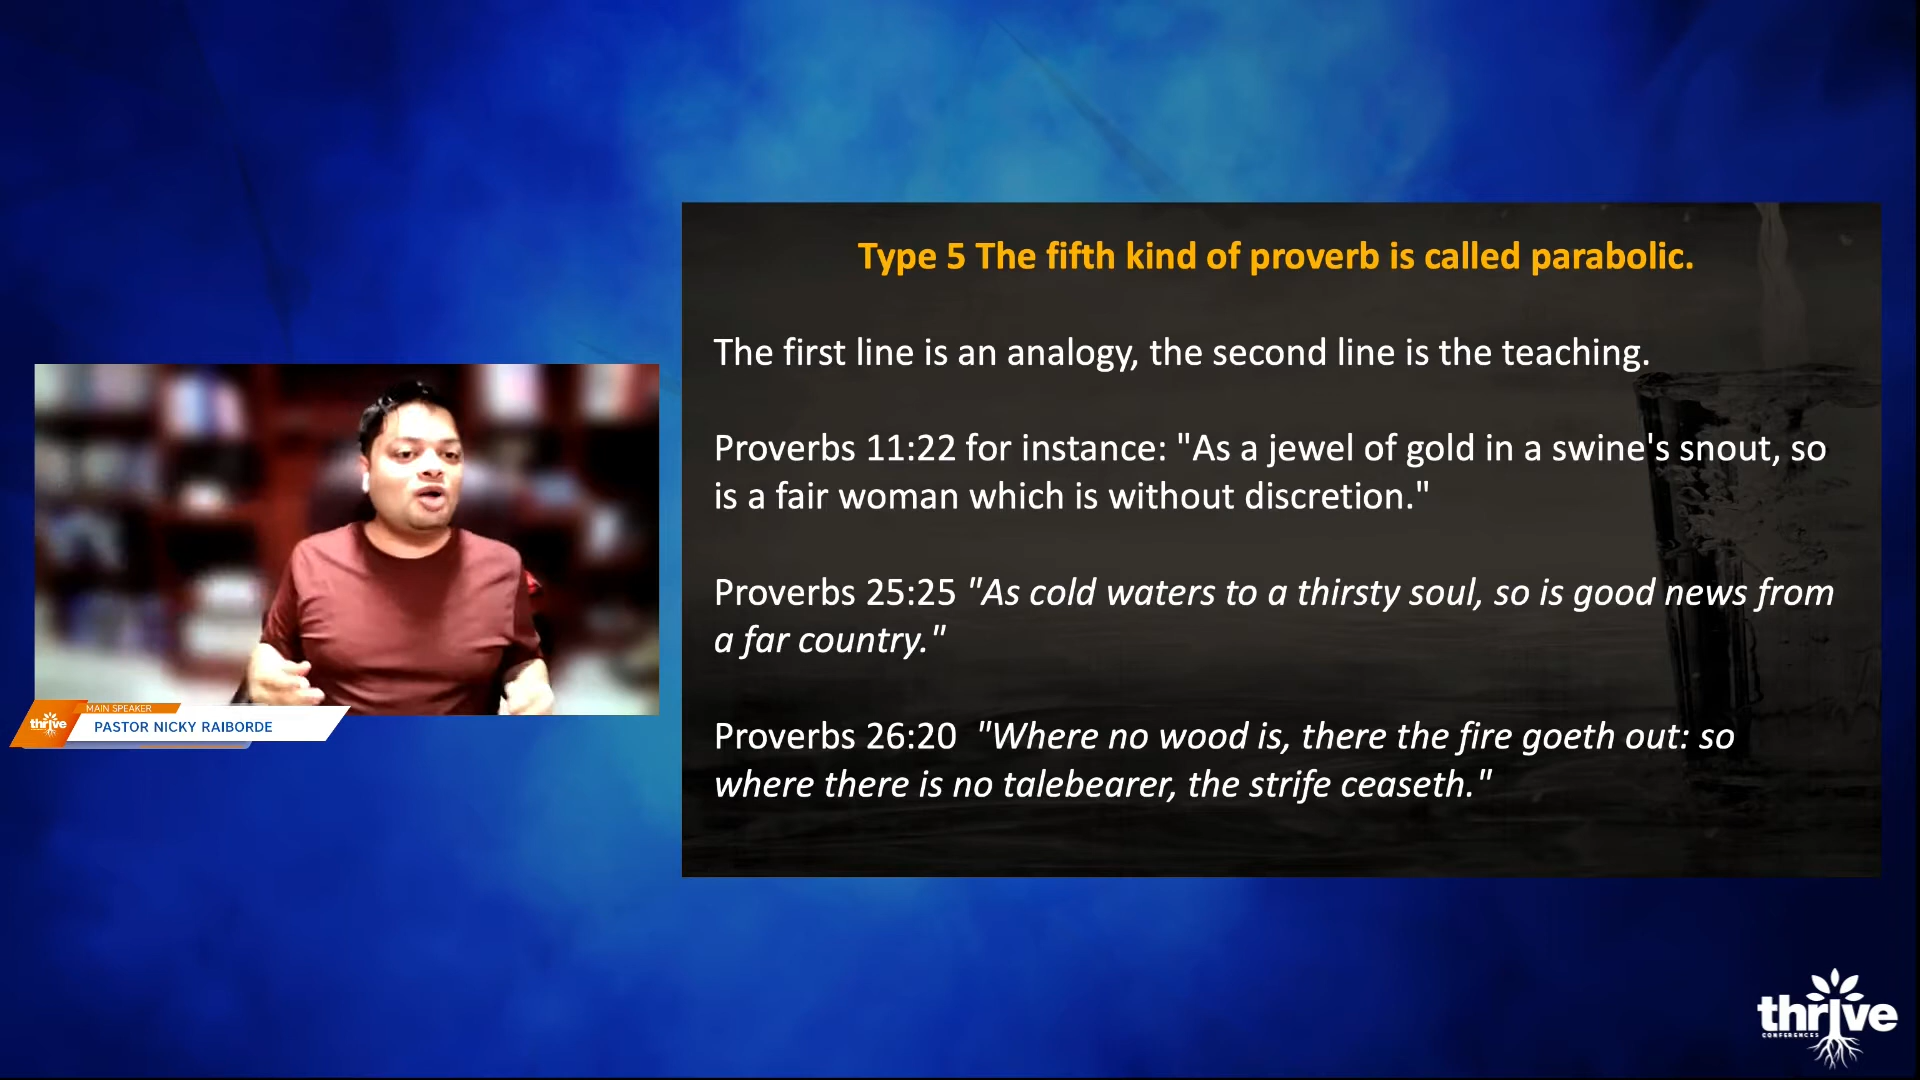 Type 5 The fifth kind of proverb is called parabolic.
The first line is an analogy, the second line is the teaching.
Proverbs 11:22 for instance: "As a jewel of gold in a swine's snout, so
is a fair woman which is without discretion."
Proverbs 25:25 "As cold waters to a thirsty soul, so is good news from
a far country."
Proverbs 26:20  "Where no wood is, there the fire goeth out: so
where there is no talebearer, the strife ceaseth."
thrive
MAIN SPEAKER
PASTOR NICKY RAIBORDE
thrive
CONFERENCES